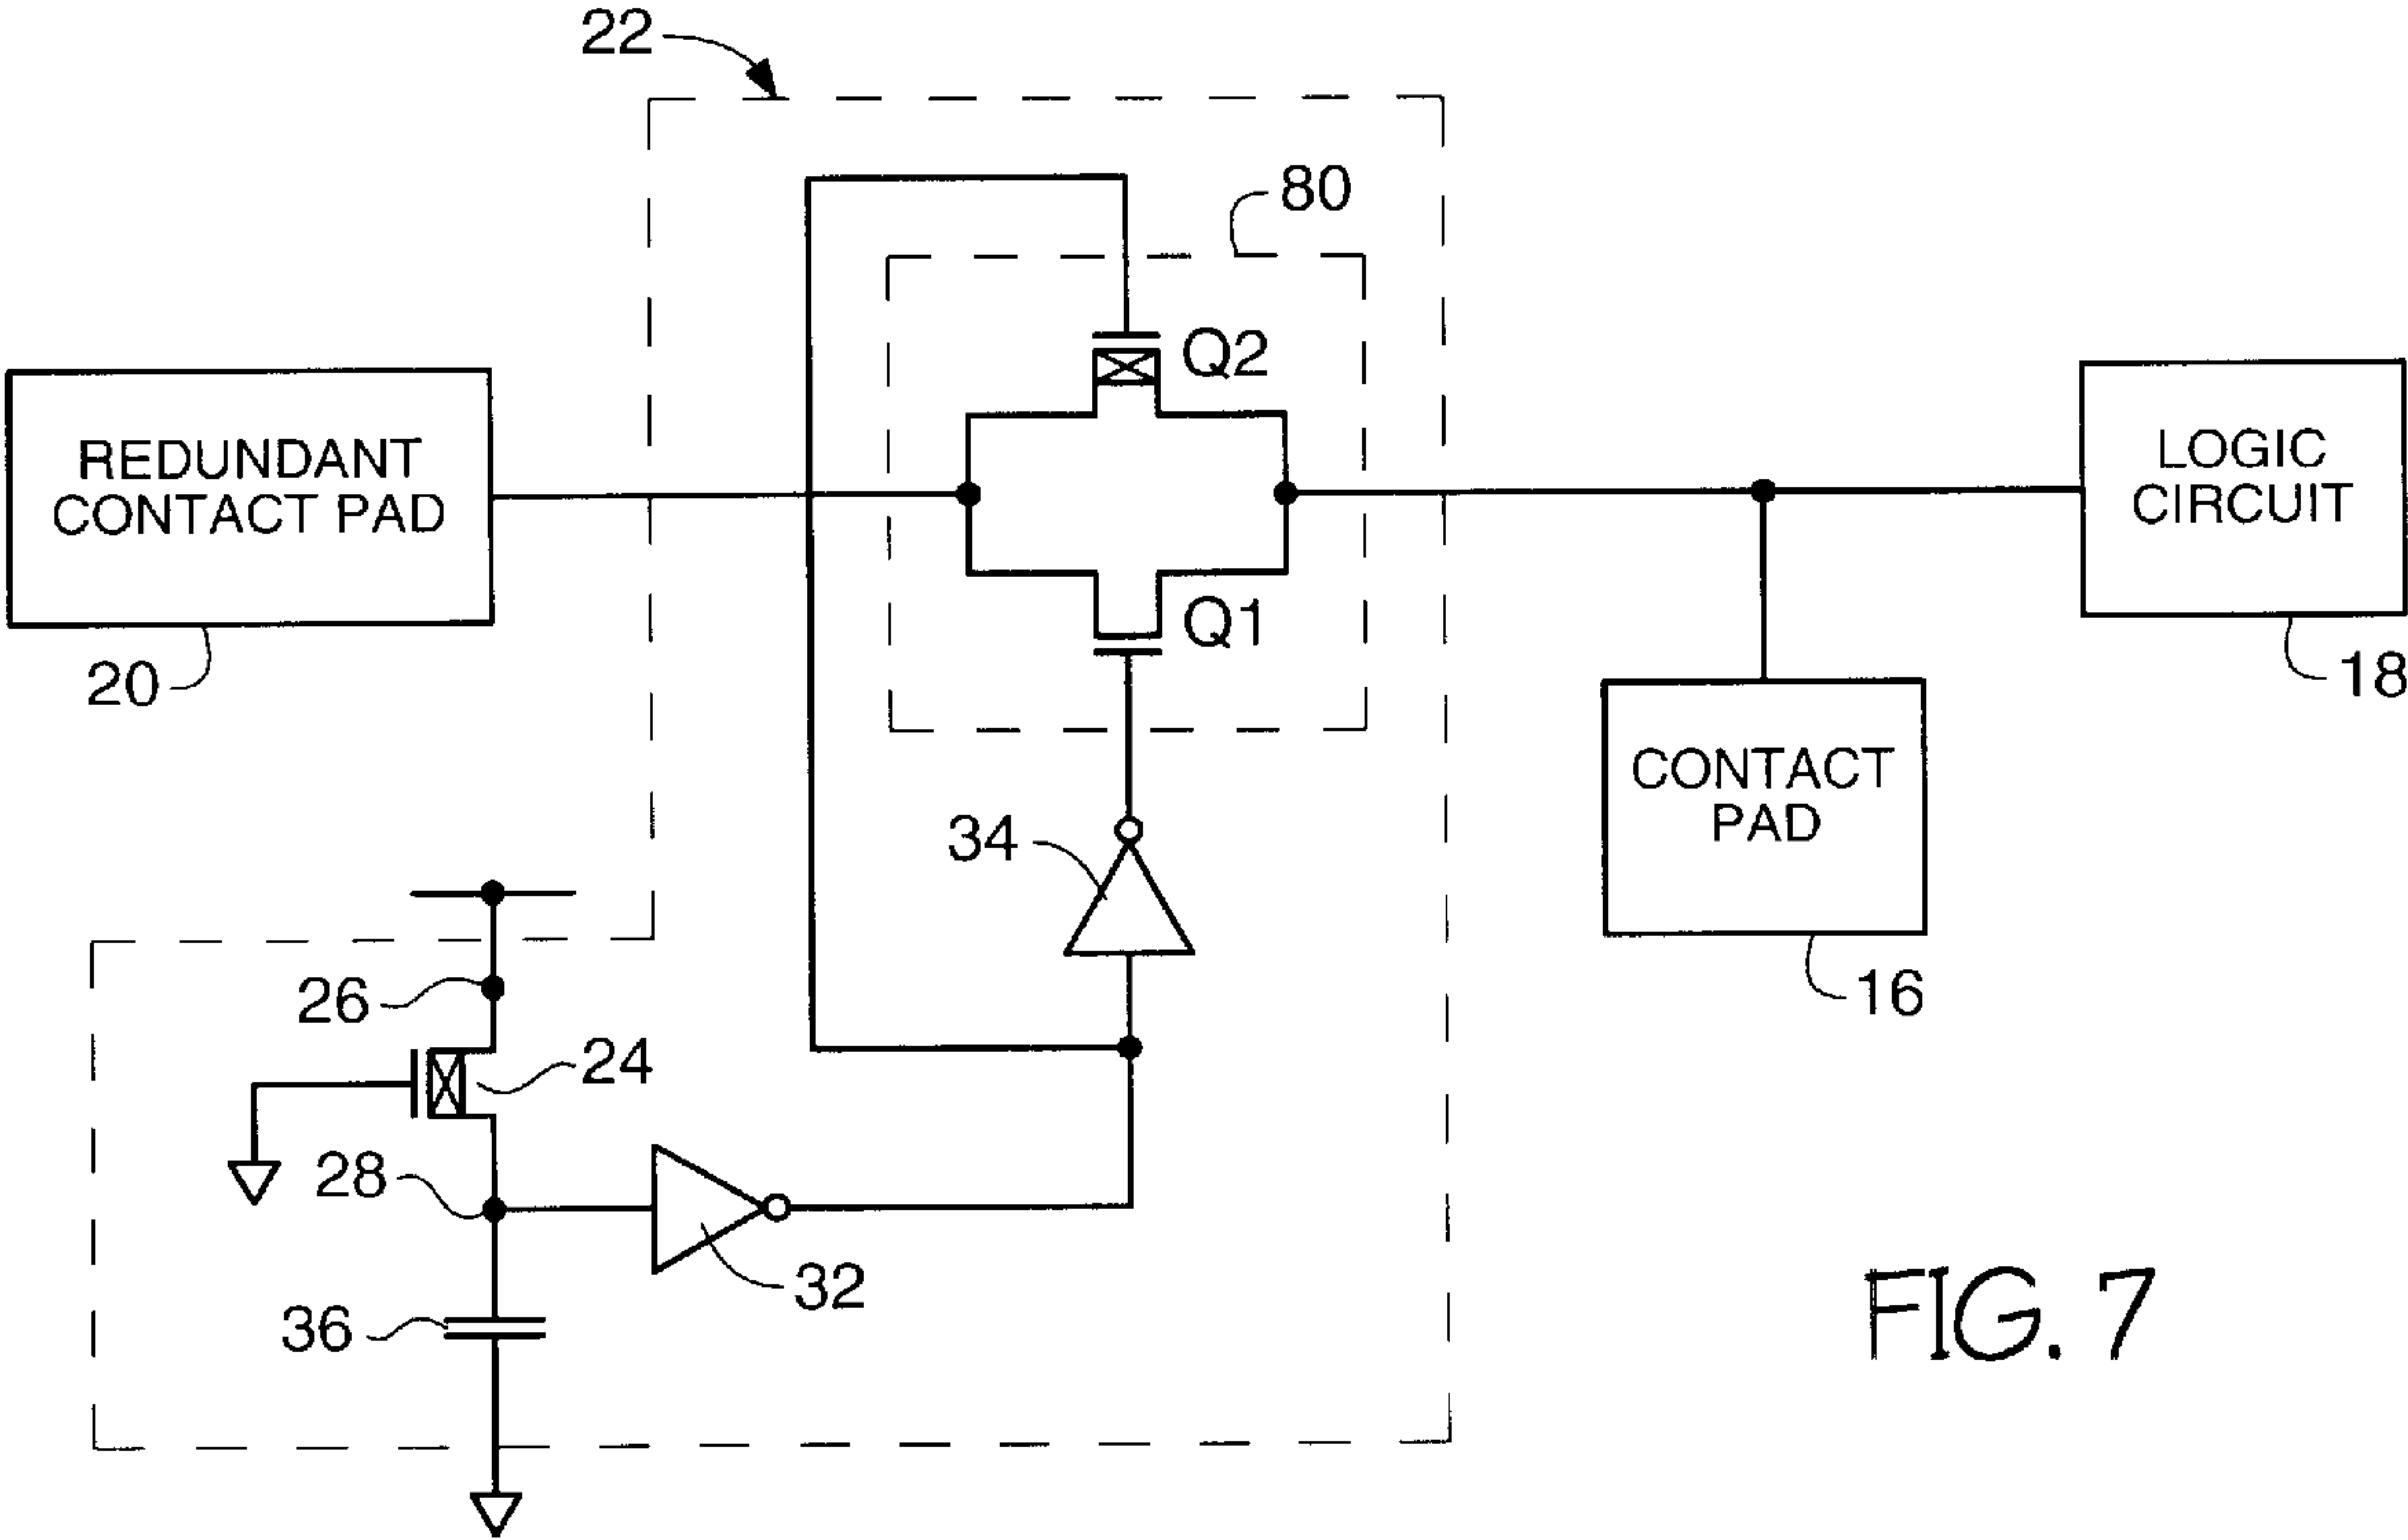 22
80
Q2
REDUNDANT
CONTACT PAD
LOGIC
CIRCUIT
Q1
20
18
CONTACT
PAD
34
26
16
24
28
32
36
FIG. 7